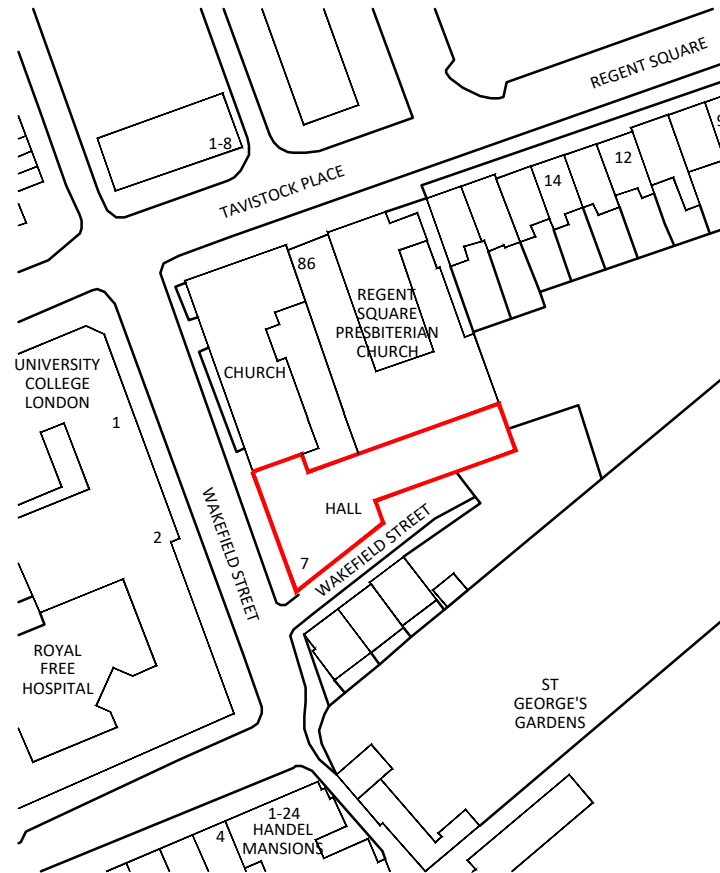 REGENT SQUARE
1-8
9
12
14
TAVISTOCK PLACE
86
REGENT
SQUARE
PRESBITERIAN
CHURCH
CHURCH
UNIVERSITY
COLLEGE
LONDON
1
2
WAKEFIELD STREET
HALL
7
WAKEFIELD STREET
ROYAL
FREE
HOSPITAL
ST
GEORGE'S
GARDENS
1-24
HANDEL
MANSIONS
4